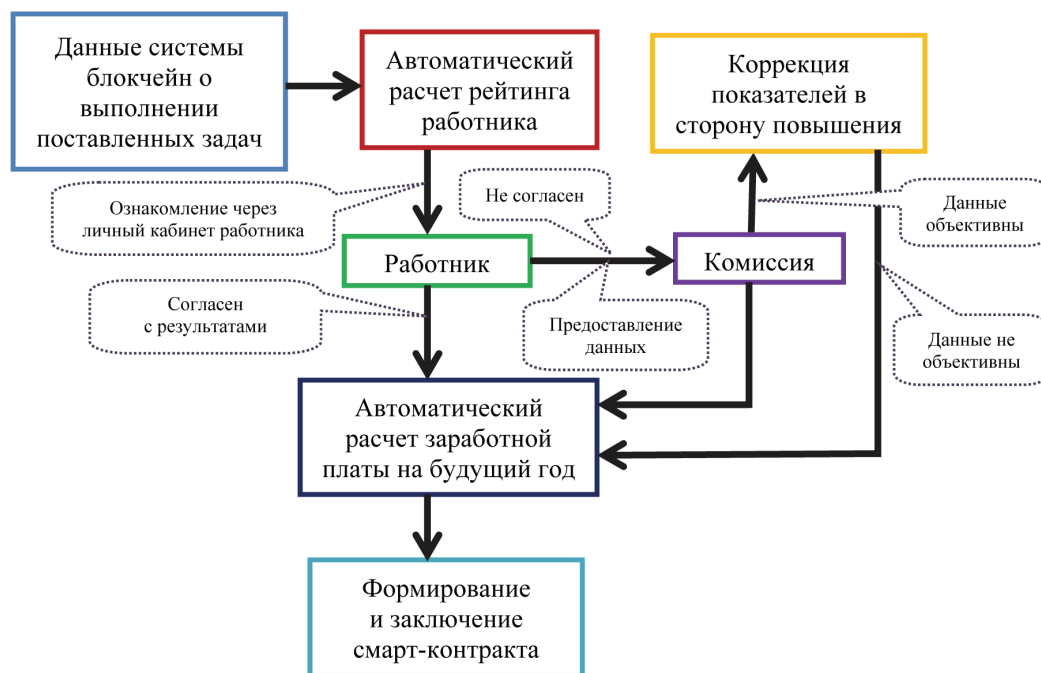 Данные системы
блокчейн о
выполнении
поставленных задач
Автоматический
расчет рейтинга
работника
Коррекция
показателей в
сторону повышения
Ознакомление через
личный кабинет работника
Не согласен
Данные
объективны
Работник
Комиссия
Согласен
с результатами
Предоставление
данных
Данные не
объективны
Автоматический
расчет заработной
платы на будущий год
Формирование
и заключение
смарт-контракта